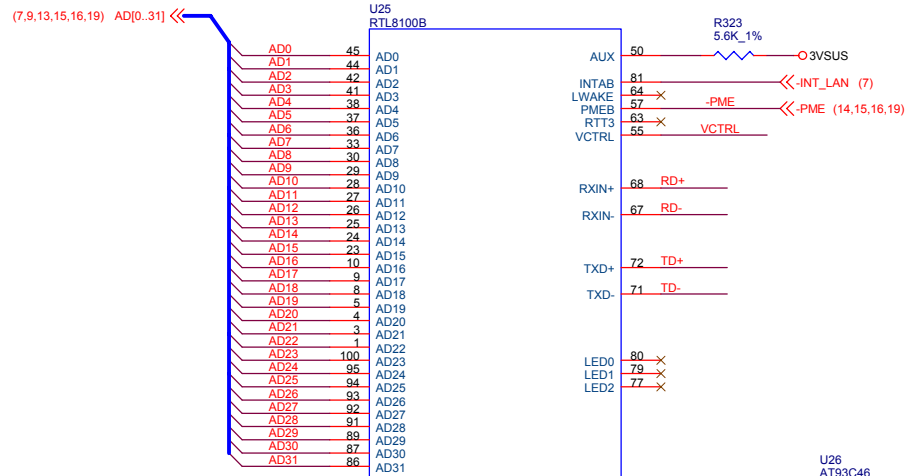 U25
(7,9,13,15,16,19) AD[0..31]
RTL8100B
R323
5.6K_1%
AD0 45 AD0 AUX 50 3VSUS
AD1 44 AD1
AD2 42 AD2 INTAB 81 -INT_LAN (7)
AD3 41 AD3 LWAKE 64
AD4 38 AD4 PMEB 57 -PME -PME (14,15,16,19)
AD5 37 AD5 RTT3 63
AD6 36 AD6 VCTRL 55 VCTRL
AD7 33 AD7
AD8 30 AD8
AD9 29 AD9
AD10 28 AD10 RXIN+ 68 RD+
AD11 27 AD11
AD12 26 AD12 RXIN- 67 RD-
AD13 25 AD13
AD14 24 AD14
AD15 23 AD15
AD16 10 AD16 TXD+ 72 TD+
AD17 9 AD17
AD18 8 AD18 TXD- 71 TD-
AD19 5 AD19
AD20 4 AD20
AD21 3 AD21
AD22 1 AD22
AD23 100 AD23 LED0 80
AD24 95 AD24 LED1 79
AD25 94 AD25 LED2 77
AD26 93 AD26
AD27 92 AD27
AD28 91 AD28
AD29 89 AD29
AD30 87 AD30
AD31 86 AD31
U26
AT93C46